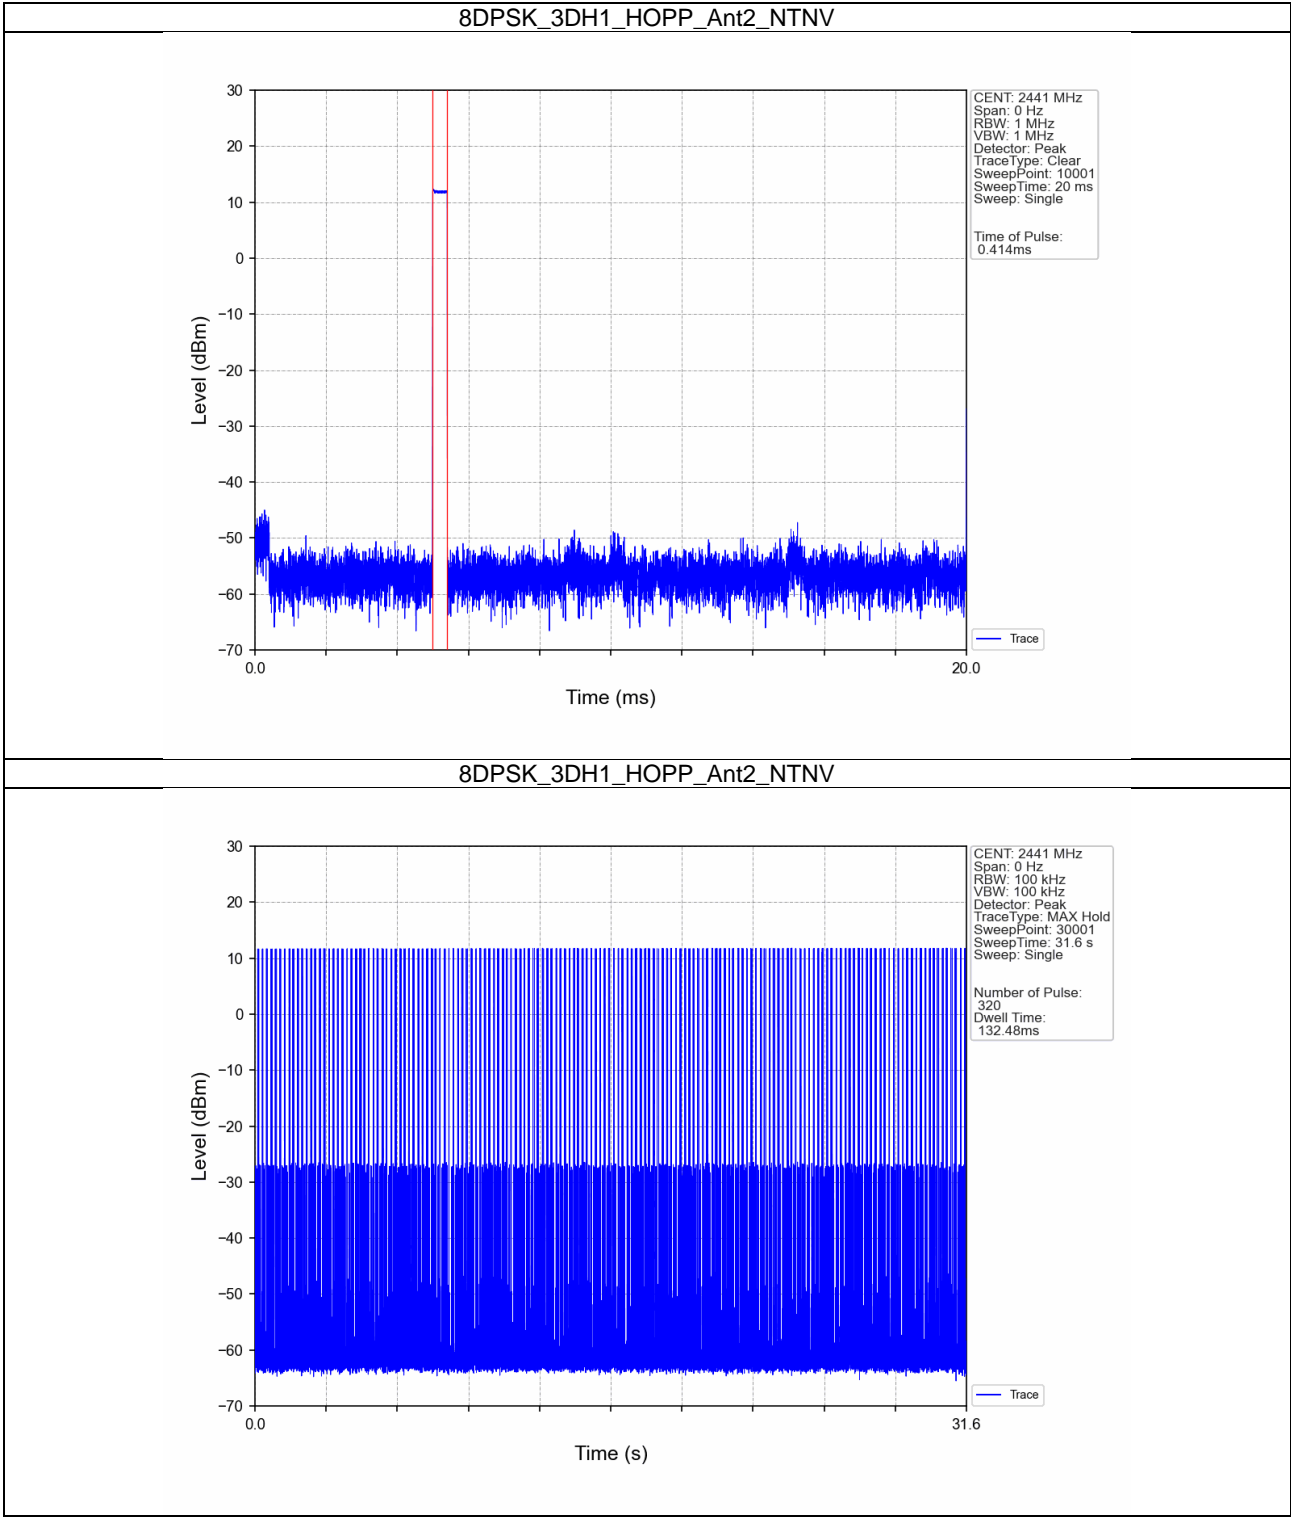 8DPSK_3DH1_HOPP_Ant2_NTNV
30
20
10
0
−10
−20
−30
−40
−50
−60
−70
Level (dBm)
0.0
20.0
Time (ms)
CENT: 2441 MHz
Span: 0 Hz
RBW: 1 MHz
VBW: 1 MHz
Detector: Peak
TraceType: Clear
SweepPoint: 10001
SweepTime: 20 ms
Sweep: Single
Time of Pulse:
0.414ms
Trace
8DPSK_3DH1_HOPP_Ant2_NTNV
30
20
10
0
−10
−20
−30
−40
−50
−60
−70
Level (dBm)
0.0
31.6
Time (s)
CENT: 2441 MHz
Span: 0 Hz
RBW: 100 kHz
VBW: 100 kHz
Detector: Peak
TraceType: MAX Hold
SweepPoint: 30001
SweepTime: 31.6 s
Sweep: Single
Number of Pulse:
320
Dwell Time:
132.48ms
Trace